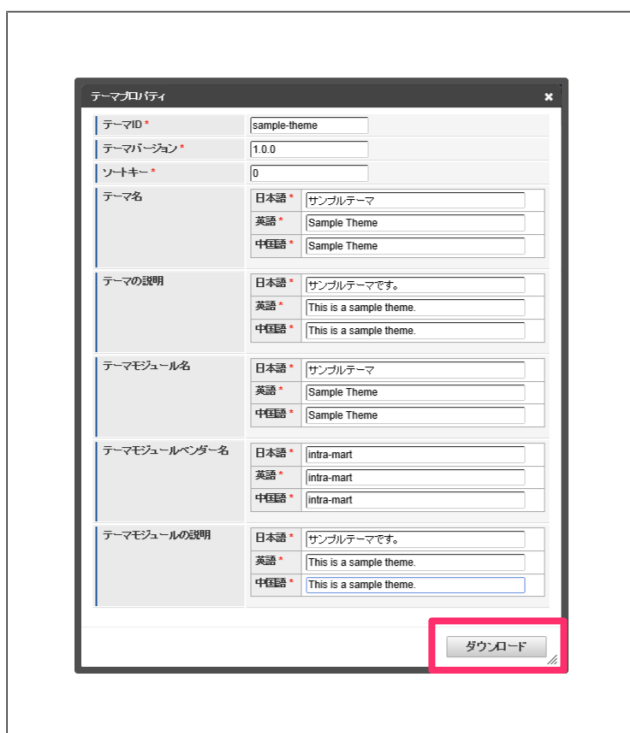 テーマプロパティ ×
テーマID * sample-theme
テーマバージョン * 1.0.0
ソートキー * 0
テーマ名 日本語 * サンプルテーマ
英語 * Sample Theme
中国語 * Sample Theme
テーマの説明 日本語 * サンプルテーマです。
英語 * This is a sample theme.
中国語 * This is a sample theme.
テーマモジュール名 日本語 * サンプルテーマ
英語 * Sample Theme
中国語 * Sample Theme
テーマモジュールベンダー名 日本語 * intra-mart
英語 * intra-mart
中国語 * intra-mart
テーマモジュールの説明 日本語 * サンプルテーマです。
英語 * This is a sample theme.
中国語 * This is a sample theme.
ダウンロード